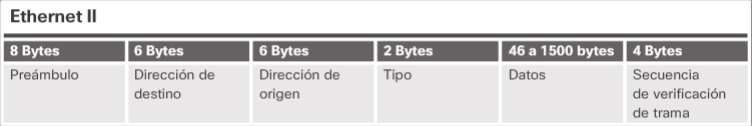 Ethernet II
8 Bytes 6 Bytes 6 Bytes 2 Bytes 46 a 1500 bytes 4 Bytes
Preámbulo Dirección de Dirección de Tipo Datos Secuencia
destino origen de verificación
de trama